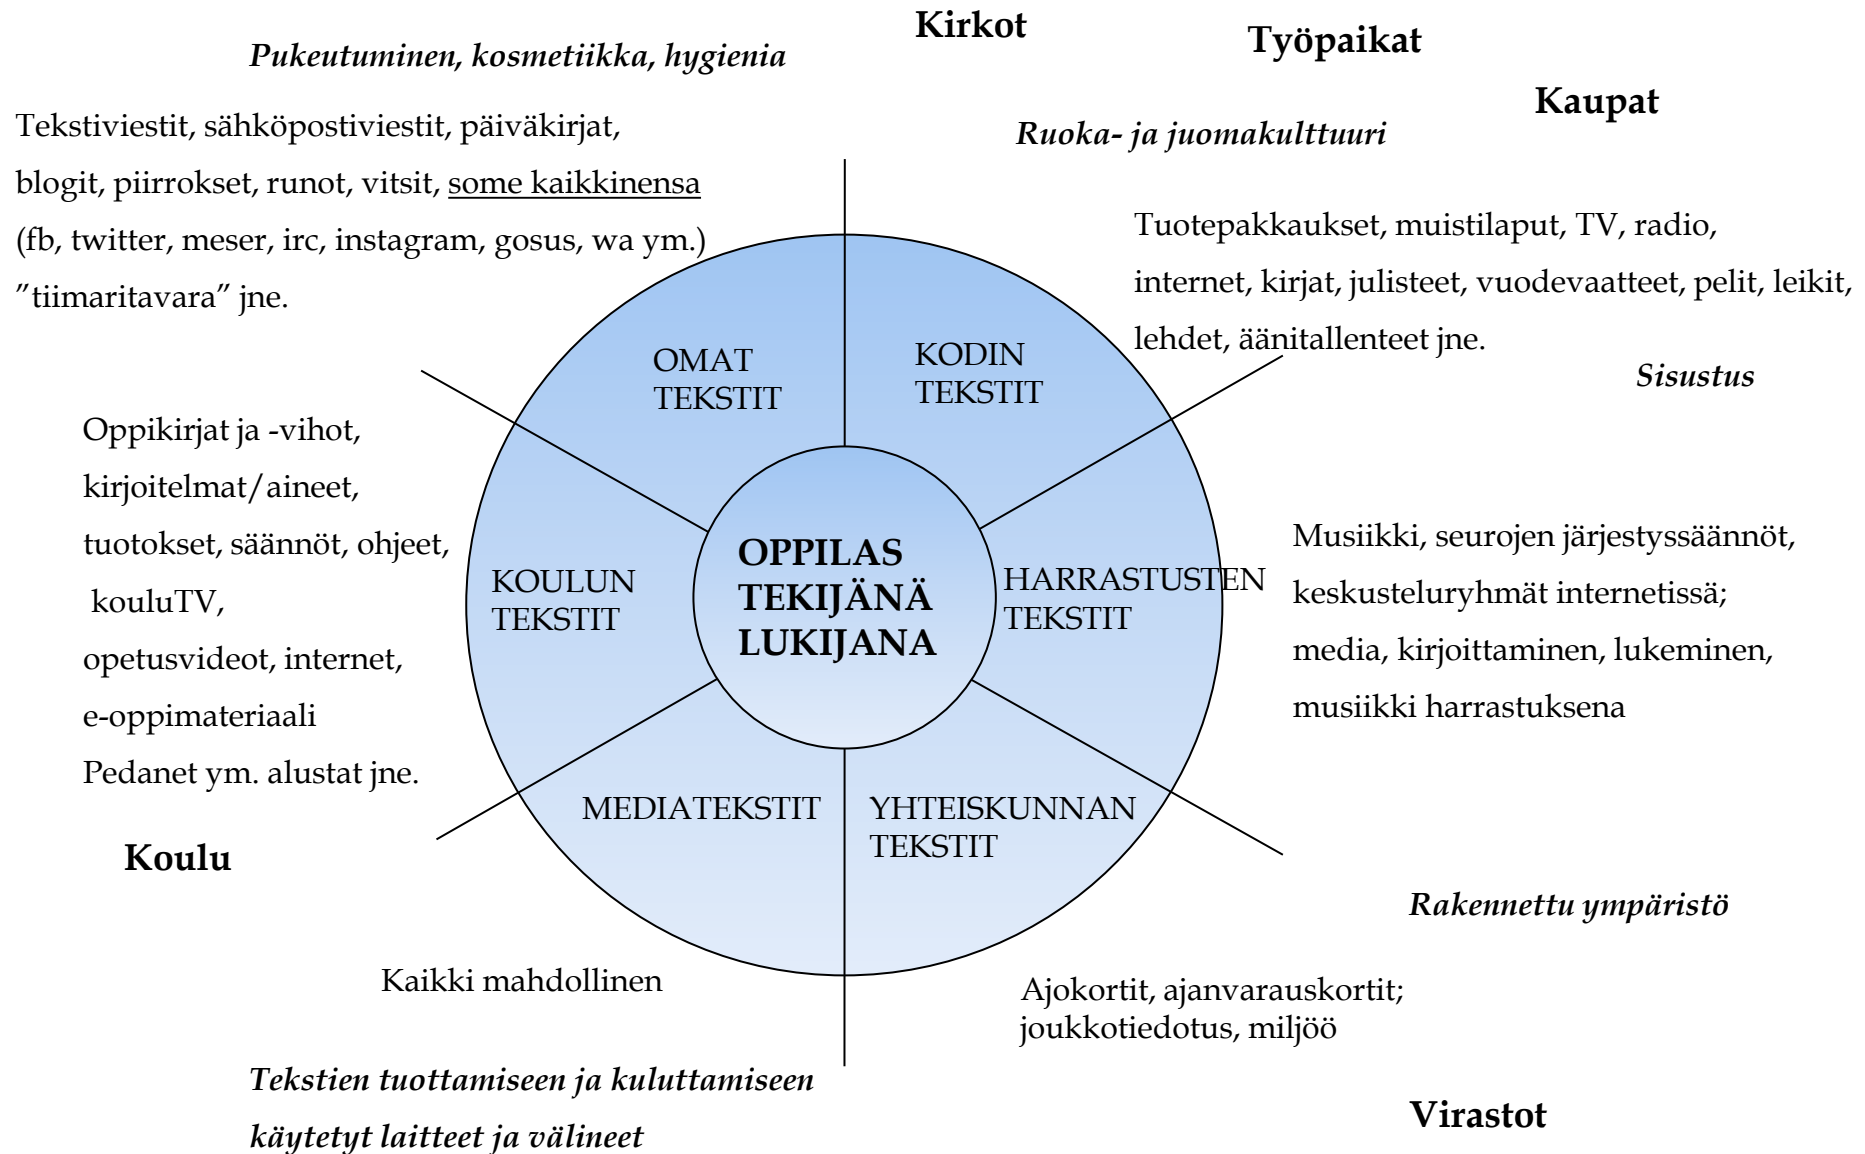 Kirkot
Työpaikat
Pukeutuminen, kosmetiikka, hygienia
Kaupat
Tekstiviestit, sähköpostiviestit, päiväkirjat,
blogit, piirrokset, runot, vitsit, some kaikkinensa
(fb, twitter, meser, irc, instagram, gosus, wa ym.)
”tiimaritavara” jne.
Ruoka- ja juomakulttuuri
Tuotepakkaukset, muistilaput, TV, radio,
internet, kirjat, julisteet, vuodevaatteet, pelit, leikit,
lehdet, äänitallenteet jne.
Sisustus
OMAT
TEKSTIT
KODIN
TEKSTIT
Oppikirjat ja -vihot,
kirjoitelmat/aineet,
tuotokset, säännöt, ohjeet,
kouluTV,
opetusvideot, internet,
e-oppimateriaali
Pedanet ym. alustat jne.
KOULUN
TEKSTIT
OPPILAS
TEKIJÄNÄ
LUKIJANA
HARRASTUSTEN
TEKSTIT
Musiikki, seurojen järjestyssäännöt,
keskusteluryhmät internetissä;
media, kirjoittaminen, lukeminen,
musiikki harrastuksena
MEDIATEKSTIT
YHTEISKUNNAN
TEKSTIT
Koulu
Rakennettu ympäristö
Kaikki mahdollinen
Ajokortit, ajanvarauskortit;
joukkotiedotus, miljöö
Tekstien tuottamiseen ja kuluttamiseen
käytetyt laitteet ja välineet
Virastot